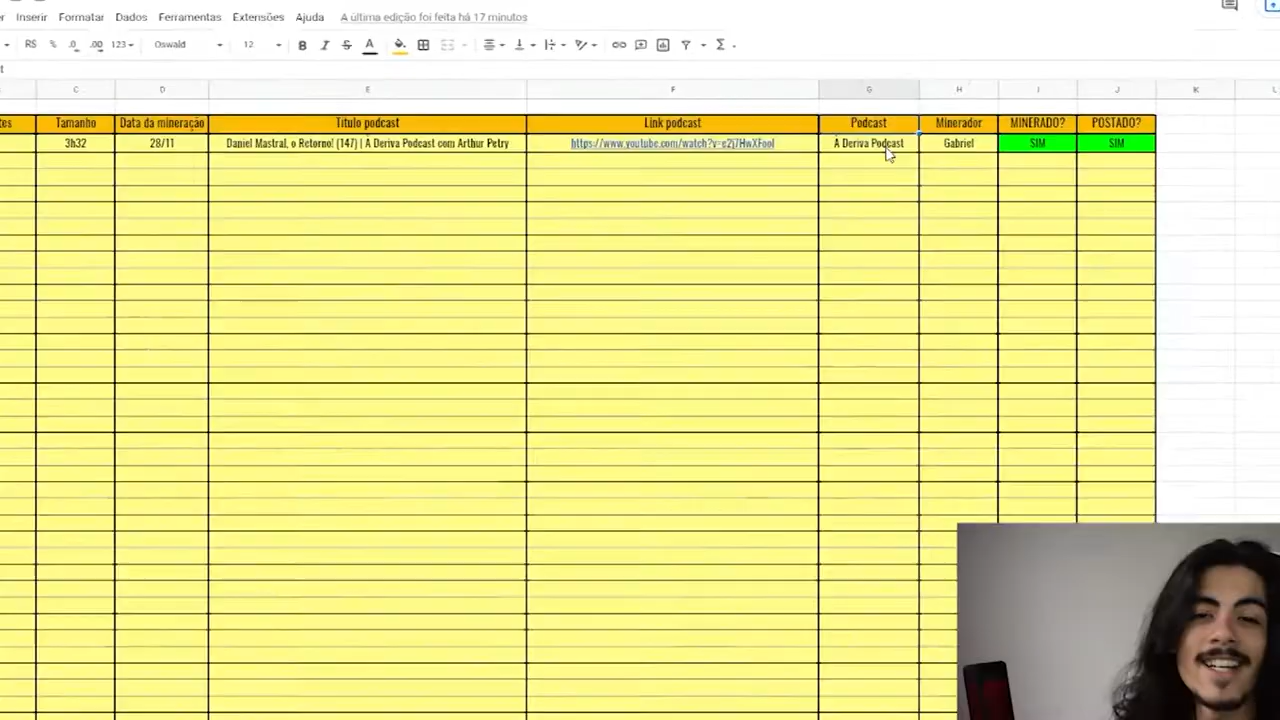 Inserir Formatar Dados Ferramentas Extensões Ajuda A última edição foi feita há 17 minutos
R$ % .0 .00 123 Oswald 12 B I S A Σ
C D E F G H I J K L
Tamanho Data da mineração Titulo podcast Link podcast Podcast Minerador MINERADO? POSTADO?
3h32 28/11 Daniel Mastral, o Retorno! (147) | À Deriva Podcast com Arthur Petry À Deriva Podcast Gabriel SIM SIM